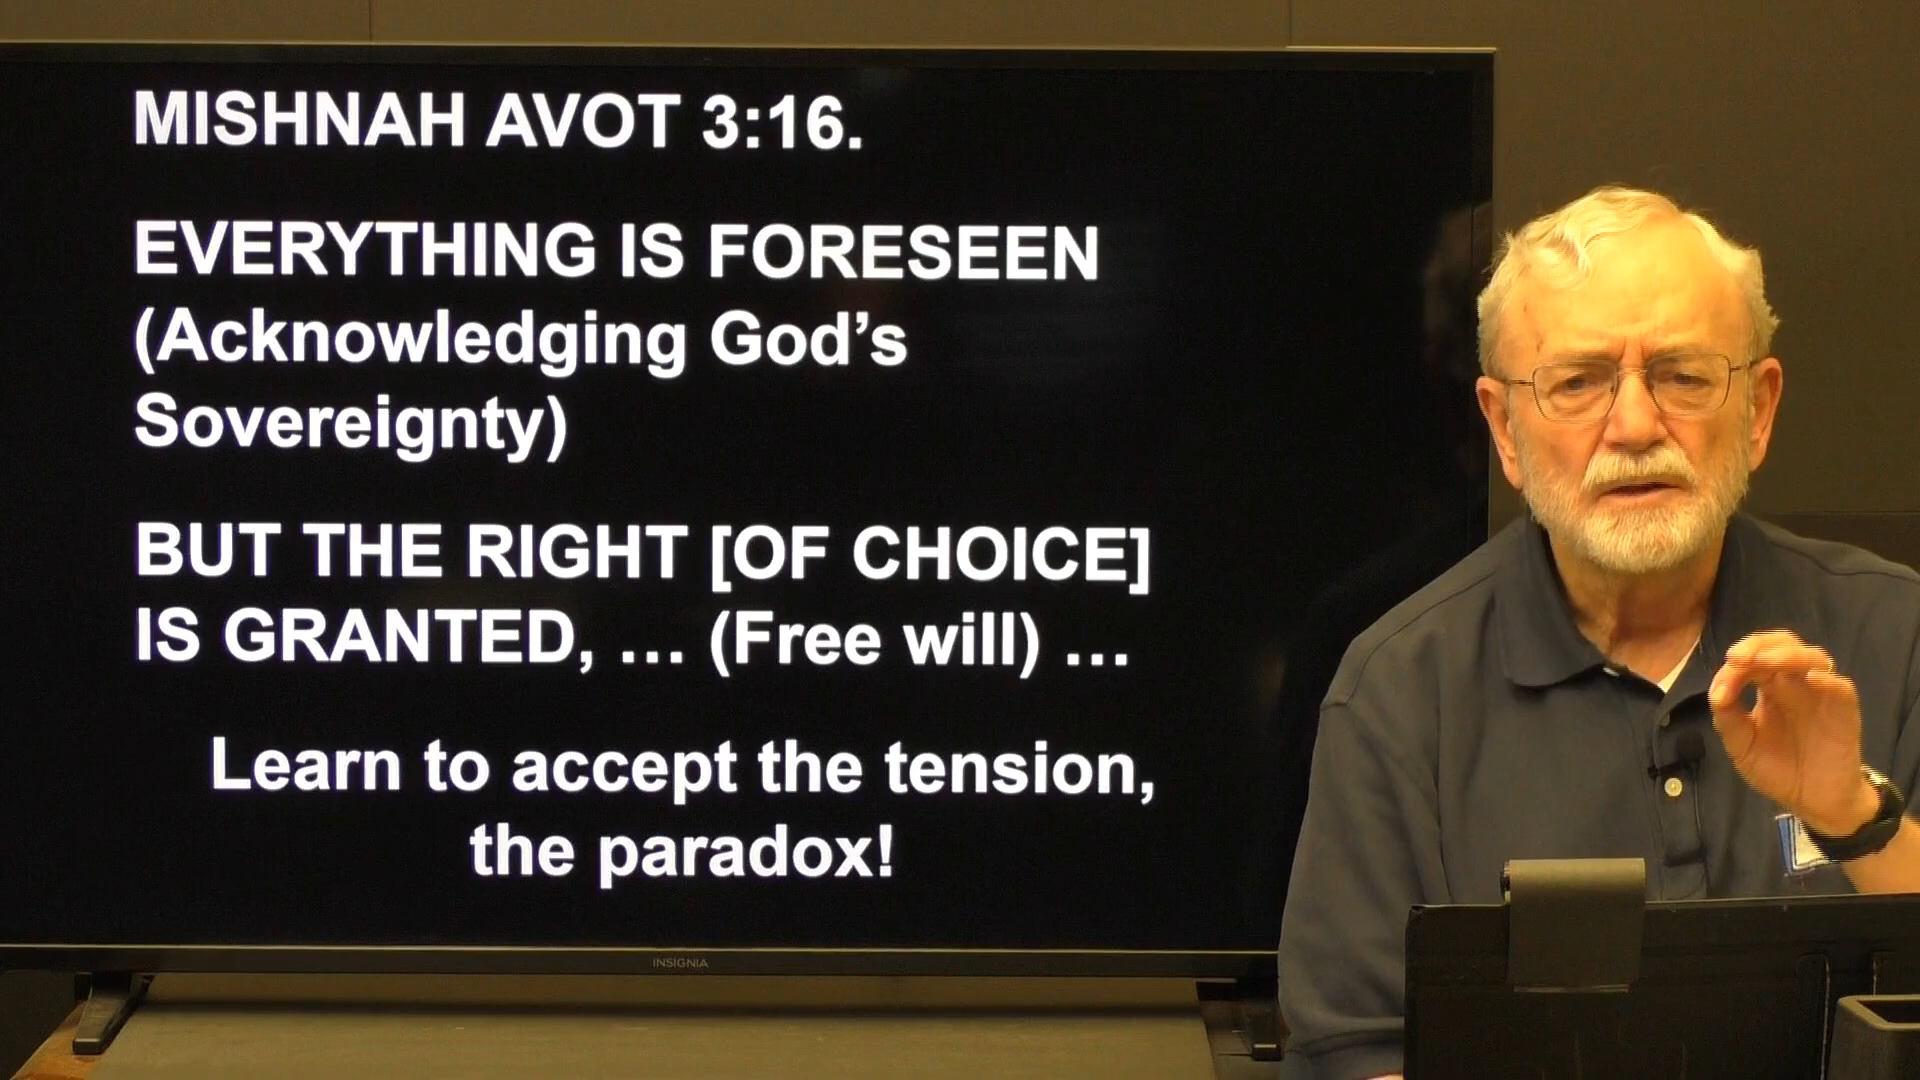 MISHNAH AVOT 3:16.
EVERYTHING IS FORESEEN
(Acknowledging God’s
Sovereignty)
BUT THE RIGHT [OF CHOICE]
IS GRANTED, … (Free will) …
Learn to accept the tension,
the paradox!
INSIGNIA